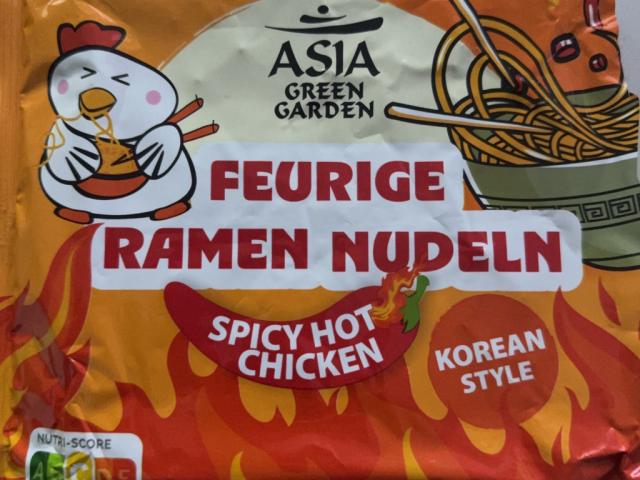 ASIA
GREEN
GARDEN
FEURIGE
RAMEN NUDELN
SPICY HOT
CHICKEN
KOREAN
STYLE
NUTRI-SCORE
A B C D E